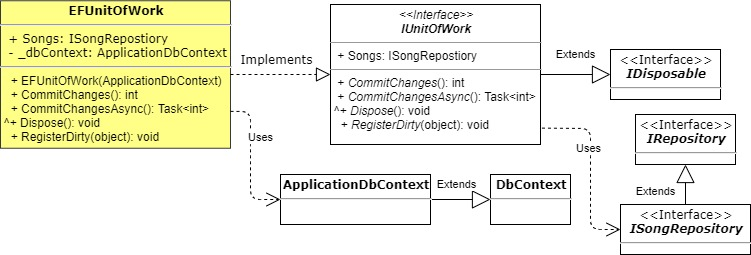 EFUnitOfWork
+ Songs: ISongRepostiory
- _dbContext: ApplicationDbContext
+ EFUnitOfWork(ApplicationDbContext)
+ CommitChanges(): int
+ CommitChangesAsync(): Task<int>
^+ Dispose(): void
+ RegisterDirty(object): void
Implements
Uses
<<Interface>>
IUnitOfWork
+ Songs: ISongRepostiory
+ CommitChanges(): int
+ CommitChangesAsync(): Task<int>
^+ Dispose(): void
+ RegisterDirty(object): void
Extends
<<Interface>>
IDisposable
Uses
<<Interface>>
IRepository
Extends
<<Interface>>
ISongRepository
ApplicationDbContext
Extends
DbContext